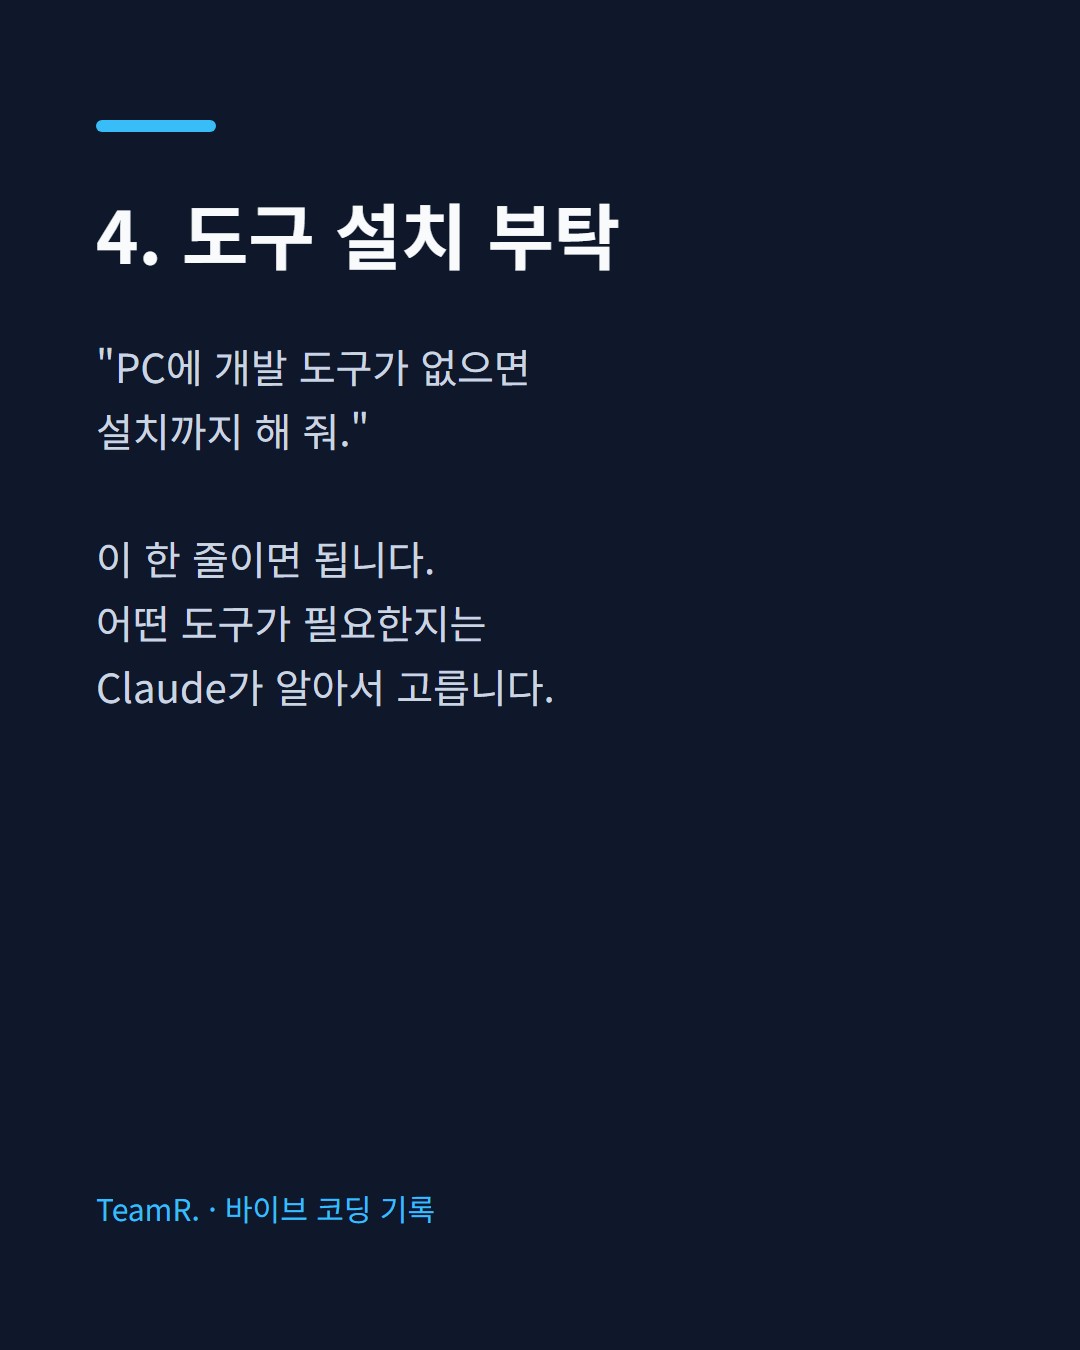 4. 도구 설치 부탁
"PC에 개발 도구가 없으면
설치까지 해 줘."
이 한 줄이면 됩니다.
어떤 도구가 필요한지는
Claude가 알아서 고릅니다.
TeamR. · 바이브 코딩 기록